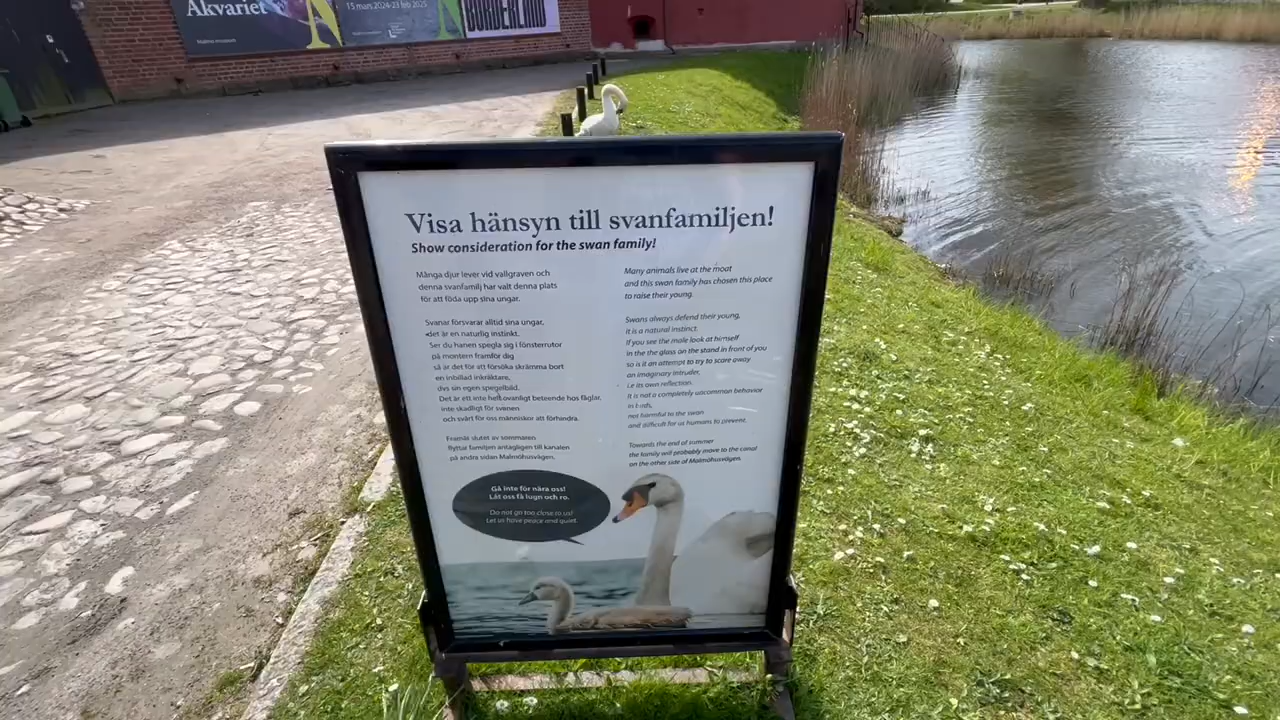 Akvariet
Malmö museum
15 mars 2024-23 feb 2025
Visa hänsyn till svanfamiljen!
Show consideration for the swan family!
Många djur lever vid vallgraven och
denna svanfamilj har valt denna plats
för att föda upp sina ungar.
Svanar försvarar alltid sina ungar,
det är en naturlig instinkt.
Ser du hanen spegla sig i fönsterrutor
på montern framför dig
så är det för att försöka skrämma bort
en inbillad inkräktare,
dvs sin egen spegelbild.
Det är ett inte helt ovanligt beteende hos fåglar,
inte skadligt för svanen
och svårt för oss människor att förhindra.
Framåt slutet av sommaren
flyttar familjen antagligen till kanalen
på andra sidan Malmöhusvägen.
Many animals live at the moat
and this swan family has chosen this place
to raise their young.
Swans always defend their young,
it is a natural instinct.
If you see the male look at himself
in the the glass on the stand in front of you
so is it an attempt to try to scare away
an imaginary intruder,
i.e its own reflection.
It is not a completely uncommon behavior
in birds,
not harmful to the swan
and difficult for us humans to prevent.
Towards the end of summer
the family will probably move to the canal
on the other side of Malmöhusvägen.
Gå inte för nära oss!
Låt oss få lugn och ro.
Do not go too close to us!
Let us have peace and quiet.